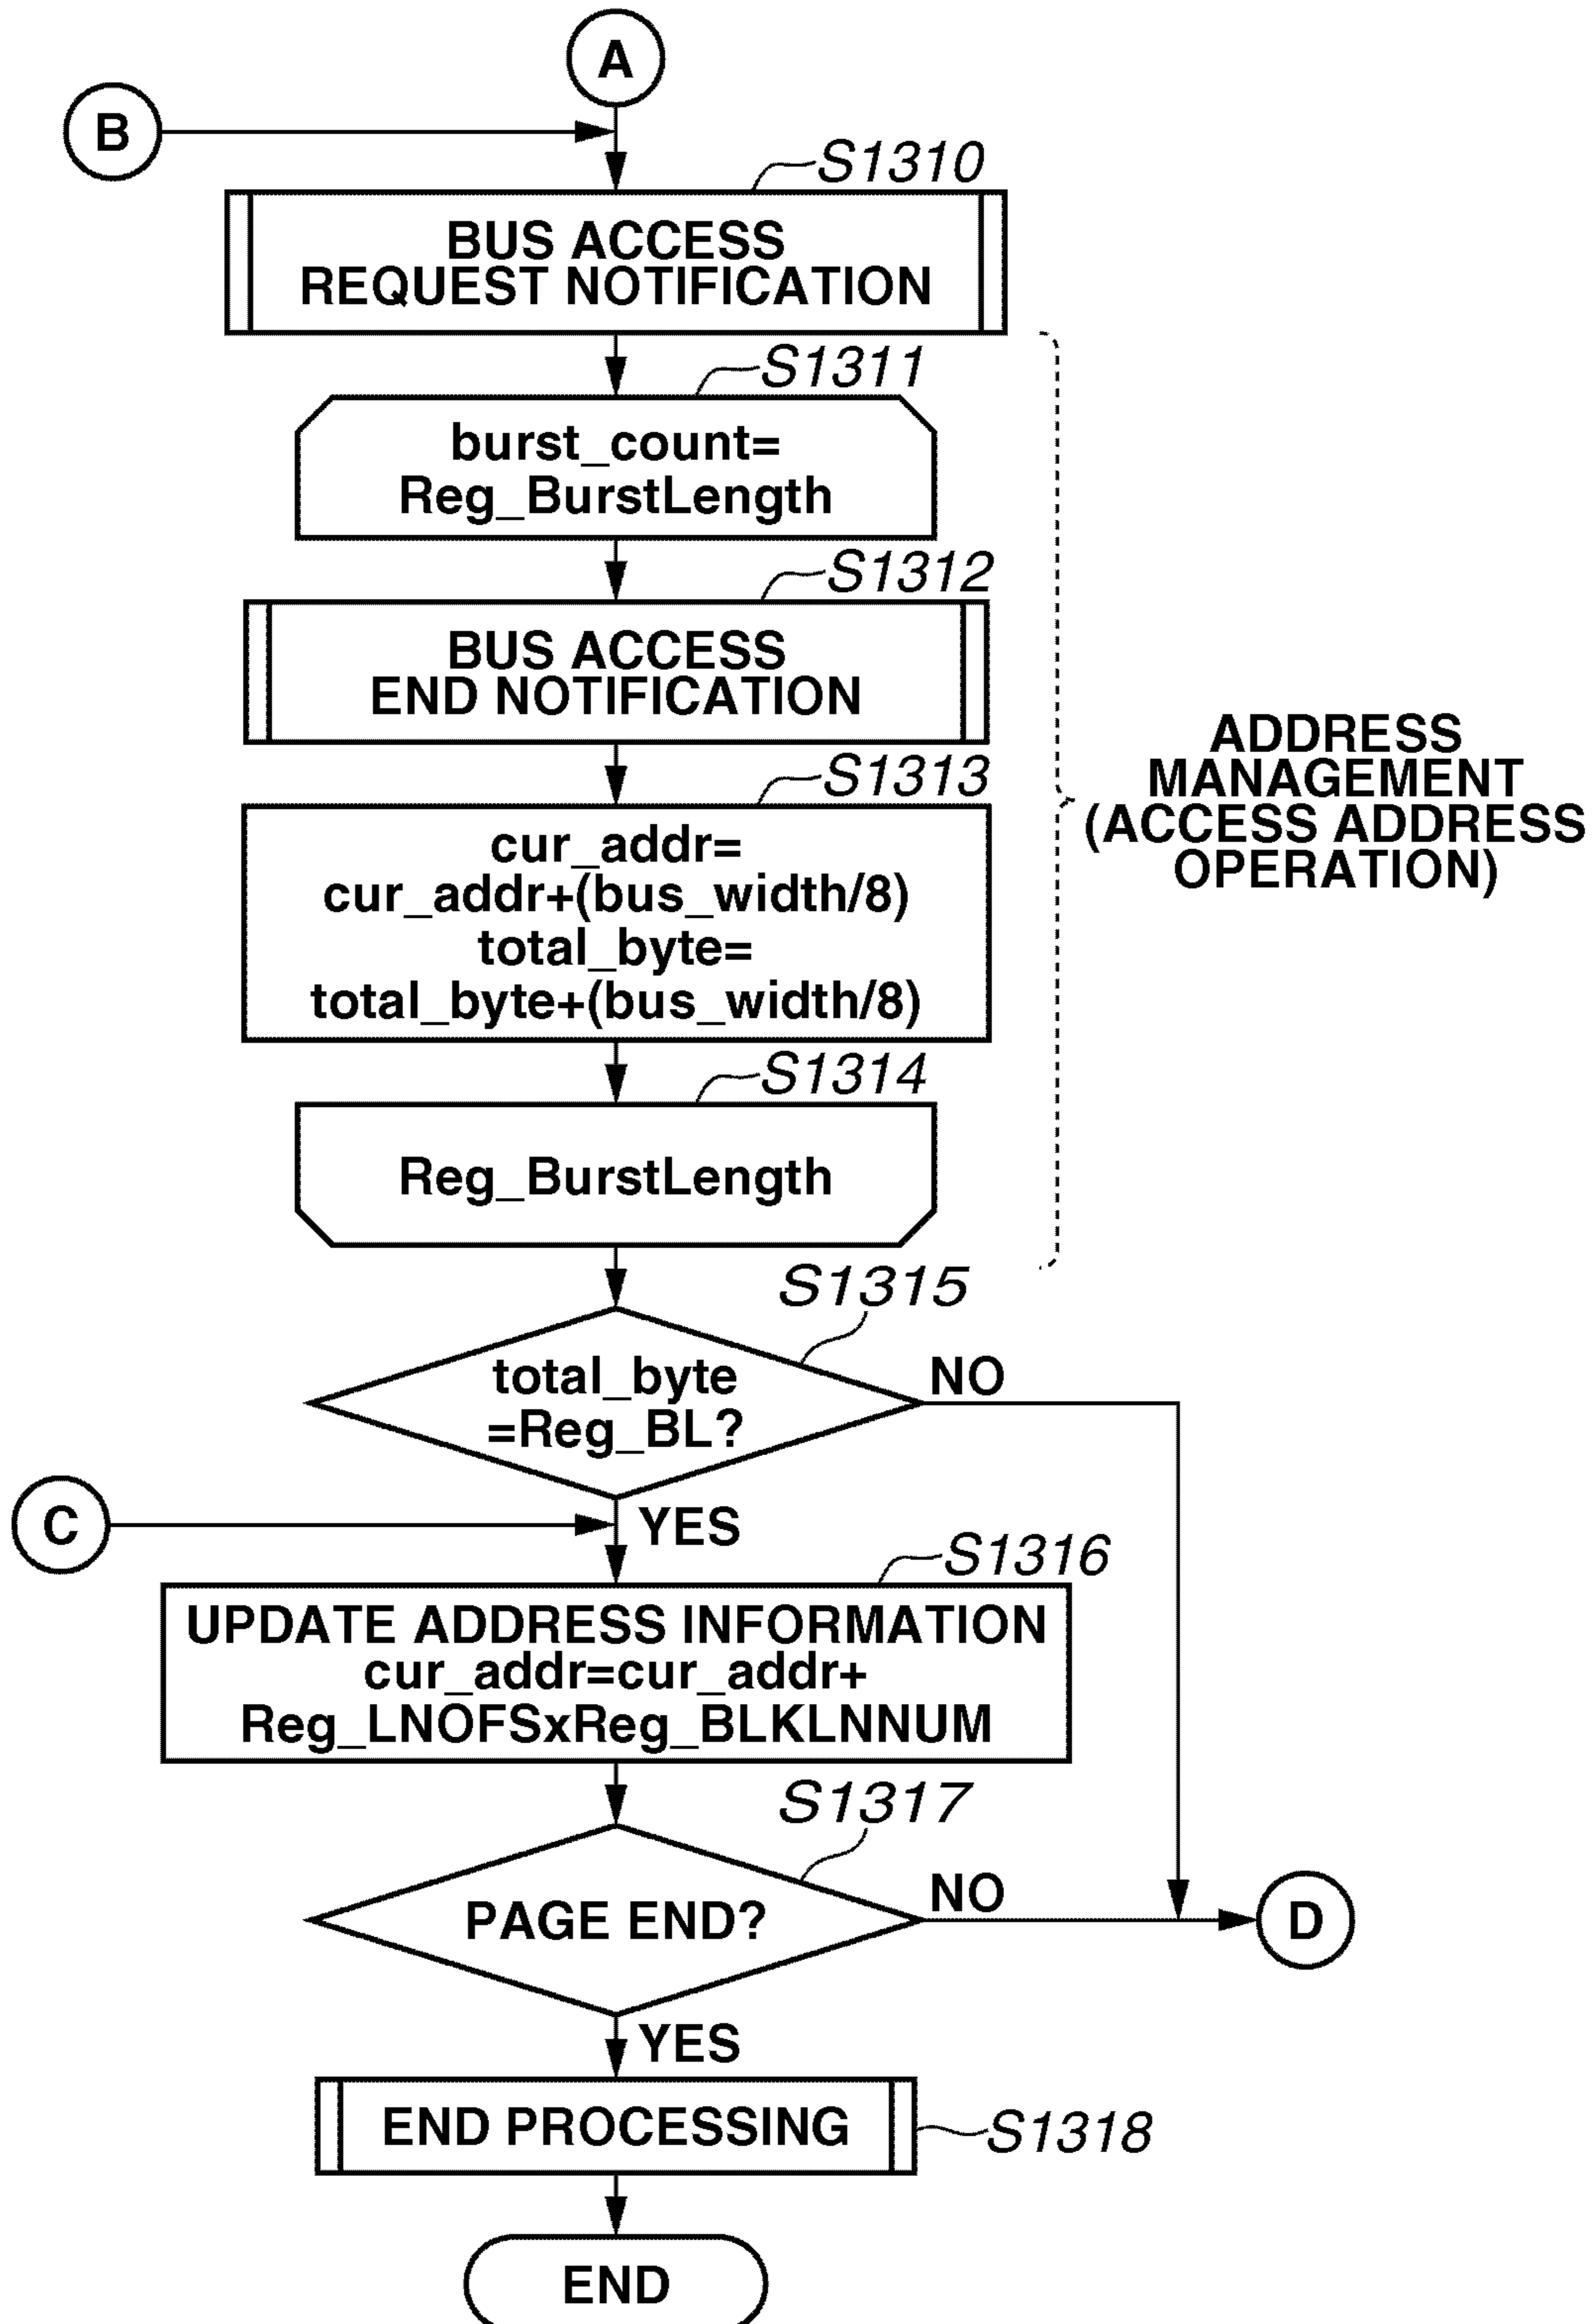 A
B
S1310
BUS ACCESS
REQUEST NOTIFICATION
S1311
burst_count=
Reg_BurstLength
S1312
BUS ACCESS
END NOTIFICATION
S1313
cur_addr=
cur_addr+(bus_width/8)
total_byte=
total_byte+(bus_width/8)
ADDRESS
MANAGEMENT
(ACCESS ADDRESS
OPERATION)
S1314
Reg_BurstLength
S1315
total_byte
=Reg_BL?
NO
YES
C
S1316
UPDATE ADDRESS INFORMATION
cur_addr=cur_addr+
Reg_LNOFSxReg_BLKLNNUM
S1317
PAGE END?
NO
D
YES
END PROCESSING
S1318
END